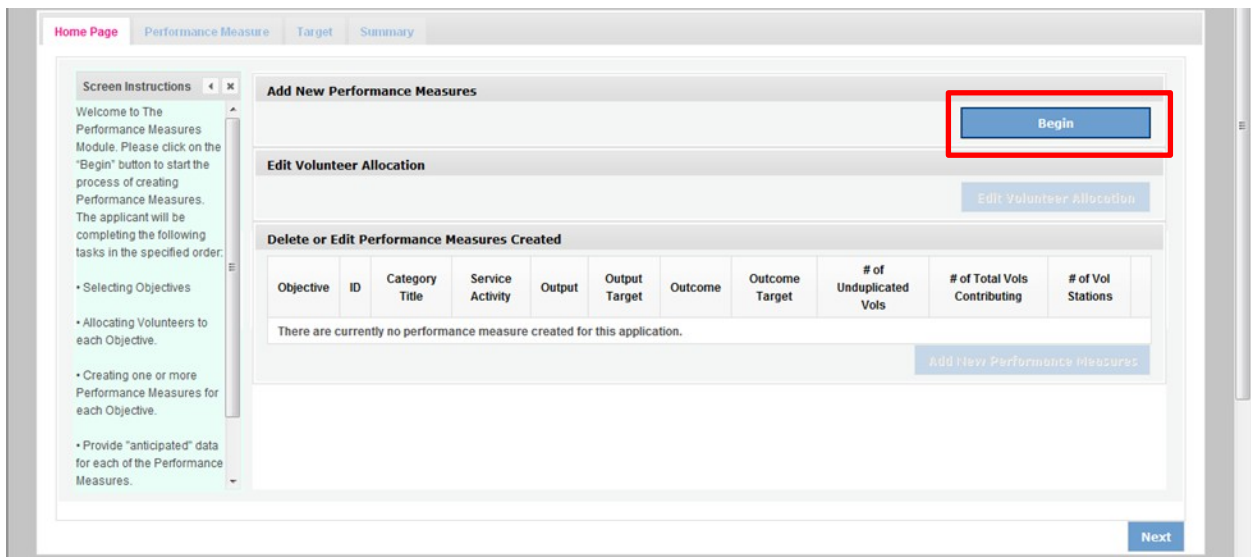 Home Page Performance Measure Target Summary
Screen Instructions
Welcome to The
Performance Measures
Module. Please click on the
"Begin" button to start the
process of creating
Performance Measures.
The applicant will be
completing the following
tasks in the specified order:
• Selecting Objectives
• Allocating Volunteers to
each Objective.
• Creating one or more
Performance Measures for
each Objective.
• Provide "anticipated" data
for each of the Performance
Measures.
Add New Performance Measures
Begin
Edit Volunteer Allocation
Edit Volunteer Allocation
Delete or Edit Performance Measures Created
Objective ID Category Title Service Activity Output Output Target Outcome Outcome Target # of Unduplicated Vols # of Total Vols Contributing # of Vol Stations
There are currently no performance measure created for this application.
Add New Performance Measures
Next